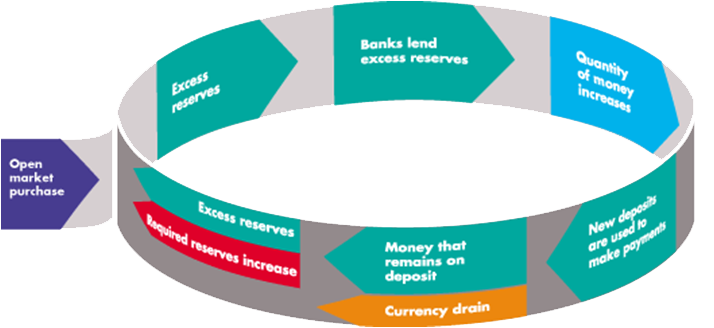 Open
market
purchase
Excess
reserves
Banks lend
excess reserves
Quantity
of money
increases
New deposits
are used to
make payments
Money that
remains on
deposit
Currency drain
Excess reserves
Required reserves increase